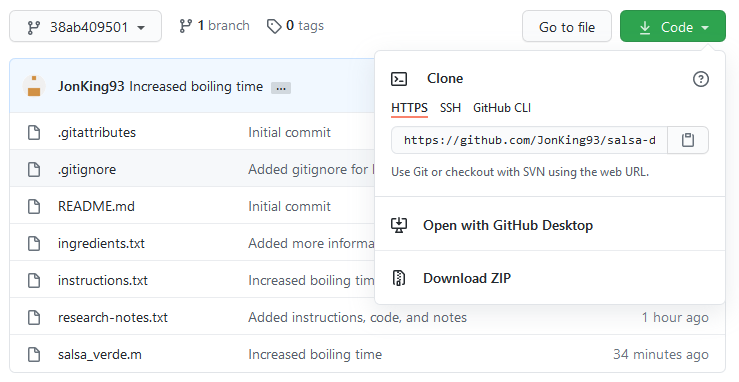 38ab409501 1 branch 0 tags Go to file Code
JonKing93 Increased boiling time ...
Clone
HTTPS SSH GitHub CLI
https://github.com/JonKing93/salsa-d
Use Git or checkout with SVN using the web URL.
Open with GitHub Desktop
Download ZIP
.gitattributes Initial commit
.gitignore Added gitignore for
README.md Initial commit
ingredients.txt Added more informa
instructions.txt Increased boiling tim
research-notes.txt Added instructions, code, and notes 1 hour ago
salsa_verde.m Increased boiling time 34 minutes ago